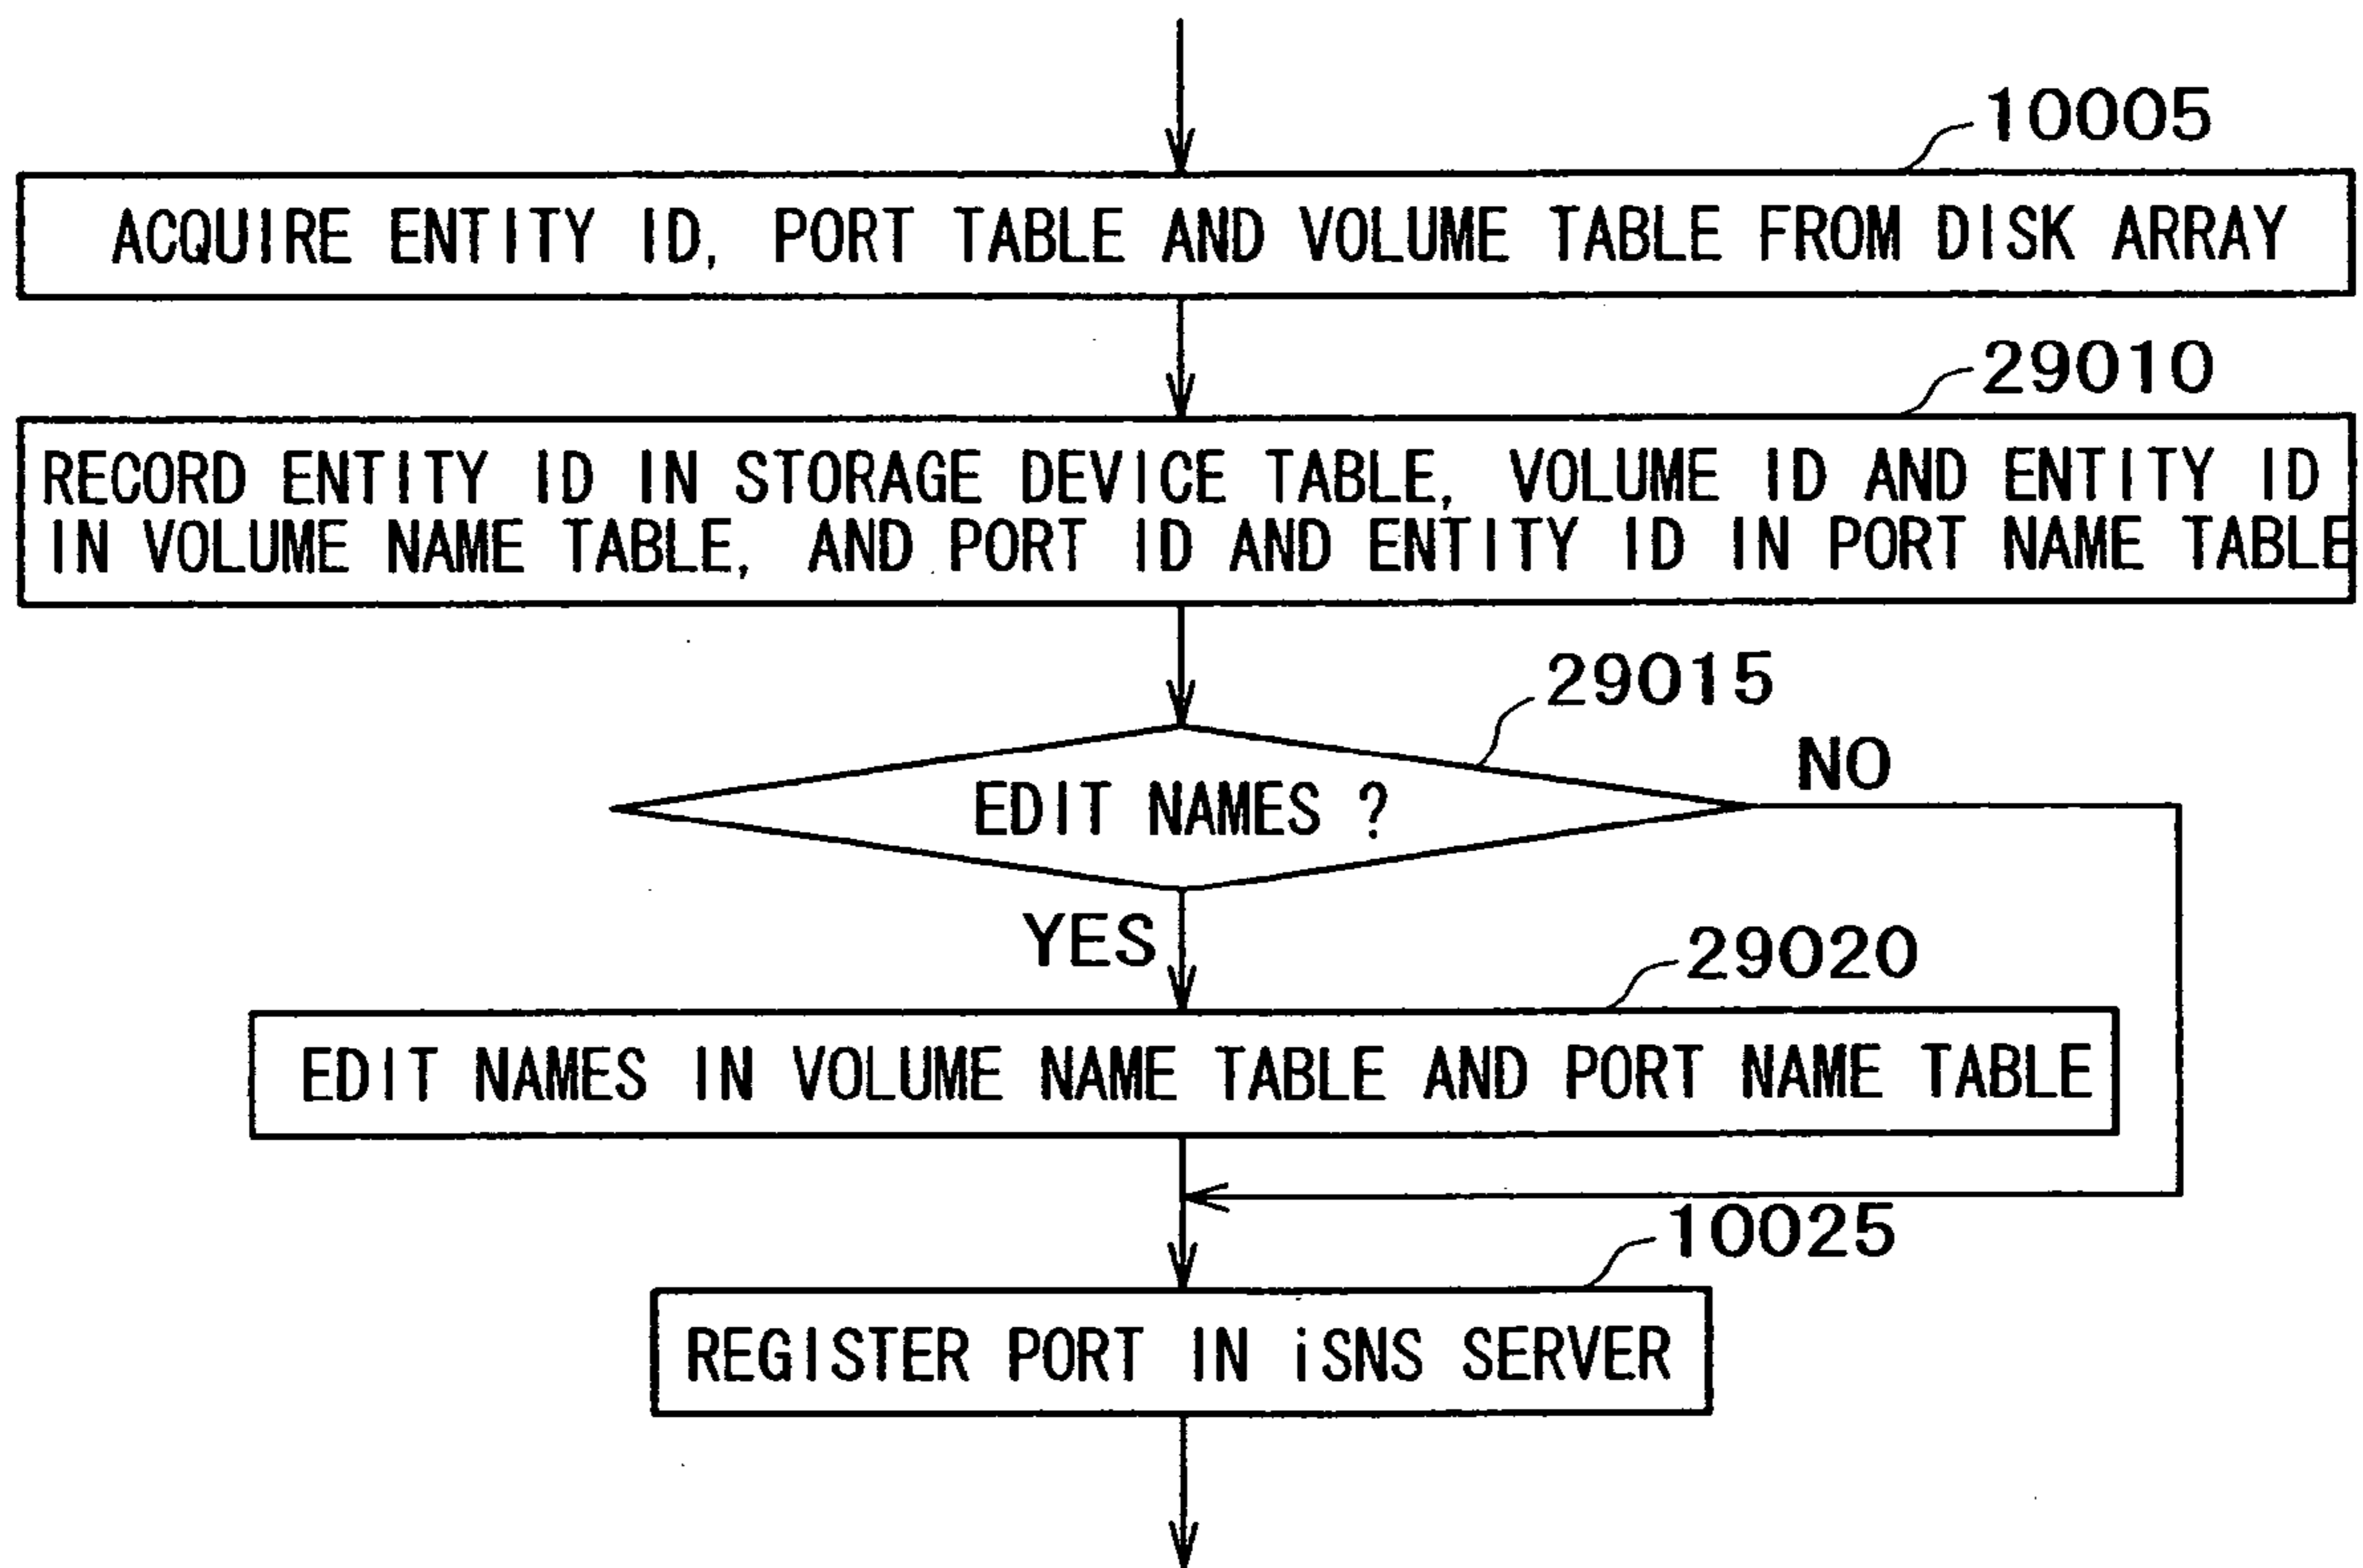 10005
ACQUIRE ENTITY ID, PORT TABLE AND VOLUME TABLE FROM DISK ARRAY
29010
RECORD ENTITY ID IN STORAGE DEVICE TABLE, VOLUME ID AND ENTITY ID
IN VOLUME NAME TABLE, AND PORT ID AND ENTITY ID IN PORT NAME TABLE
29015
EDIT NAMES ?
NO
YES
29020
EDIT NAMES IN VOLUME NAME TABLE AND PORT NAME TABLE
10025
REGISTER PORT IN iSNS SERVER